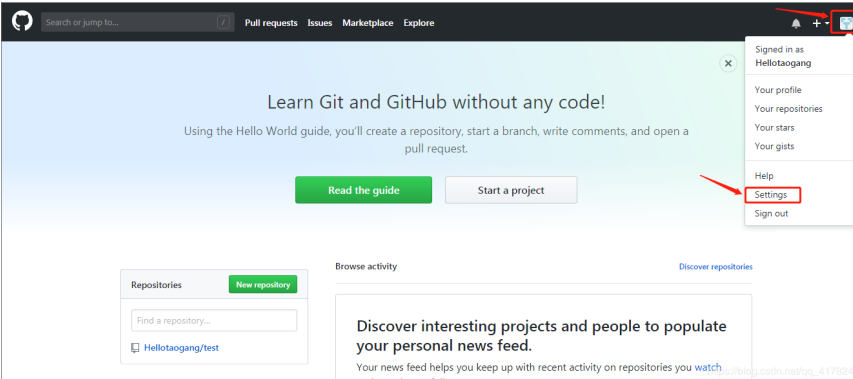 Search or jump to...
/
Pull requests Issues Marketplace Explore
Signed in as
Hellotaogang
Your profile
Your repositories
Your stars
Your gists
Help
Settings
Sign out
Learn Git and GitHub without any code!
Using the Hello World guide, you'll create a repository, start a branch, write comments, and open a
pull request.
Read the guide
Start a project
Repositories
New repository
Find a repository...
Hellotaogang/test
Browse activity
Discover repositories
Discover interesting projects and people to populate
your personal news feed.
Your news feed helps you keep up with recent activity on repositories you watch